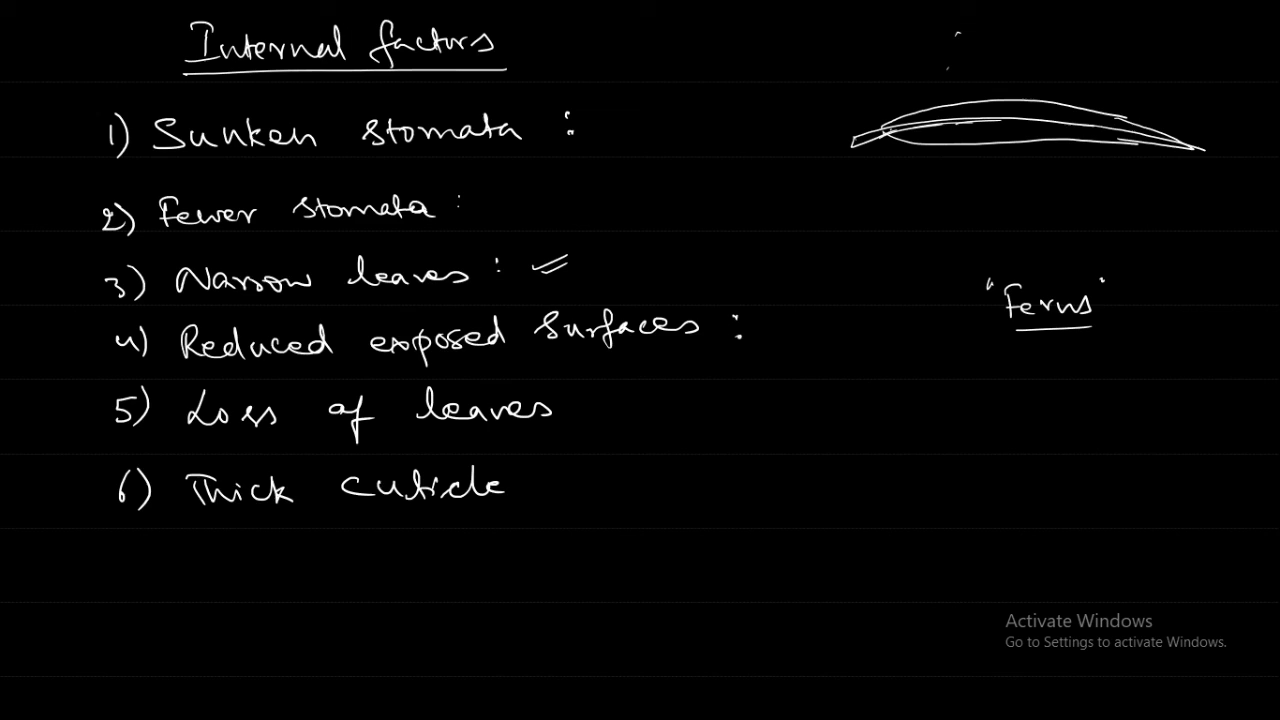 Internal factors
1) Sunken stomata :
2) Fewer stomata :
3) Narrow leaves :
"Ferns"
4) Reduced exposed surfaces :
5) Loss of leaves
6) Thick cuticle
Activate Windows
Go to Settings to activate Windows.